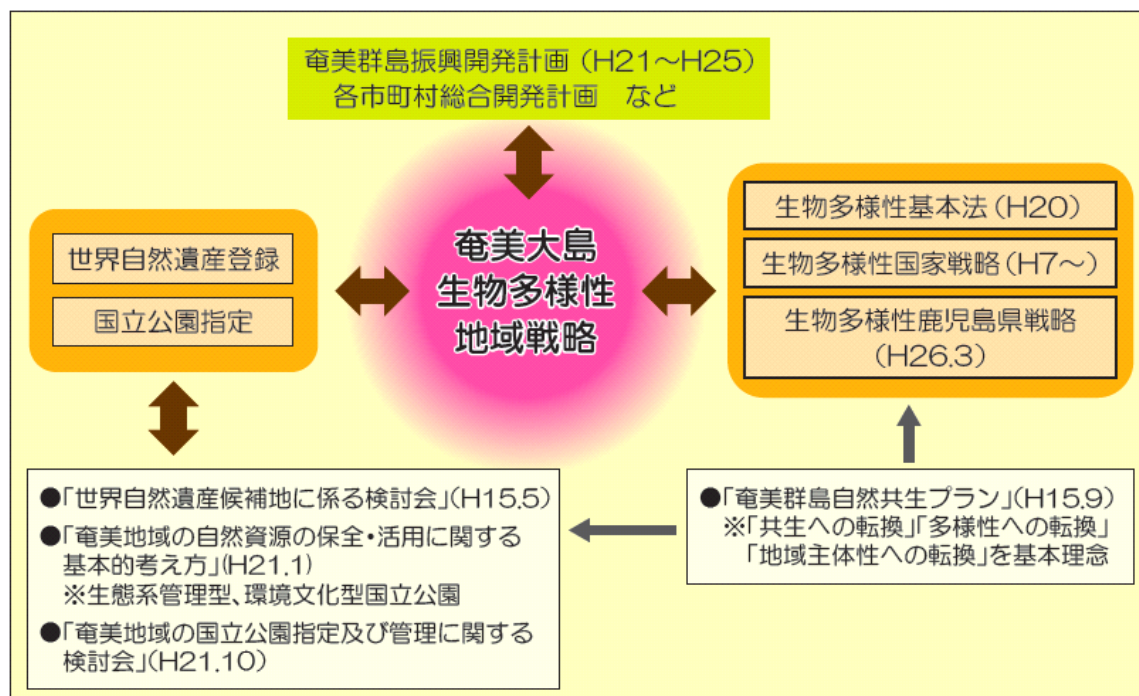 奄美群島振興開発計画（H21～H25）
各市町村総合開発計画　など
世界自然遺産登録
国立公園指定
奄美大島
生物多様性
地域戦略
生物多様性基本法（H20）
生物多様性国家戦略（H7～）
生物多様性鹿児島県戦略
（H26.3）
●「世界自然遺産候補地に係る検討会」（H15.5）
●「奄美地域の自然資源の保全・活用に関する
基本的考え方」（H21.1）
※生態系管理型、環境文化型国立公園
●「奄美地域の国立公園指定及び管理に関する
検討会」（H21.10）
●「奄美群島自然共生プラン」（H15.9）
※「共生への転換」「多様性への転換」
「地域主体性への転換」を基本理念